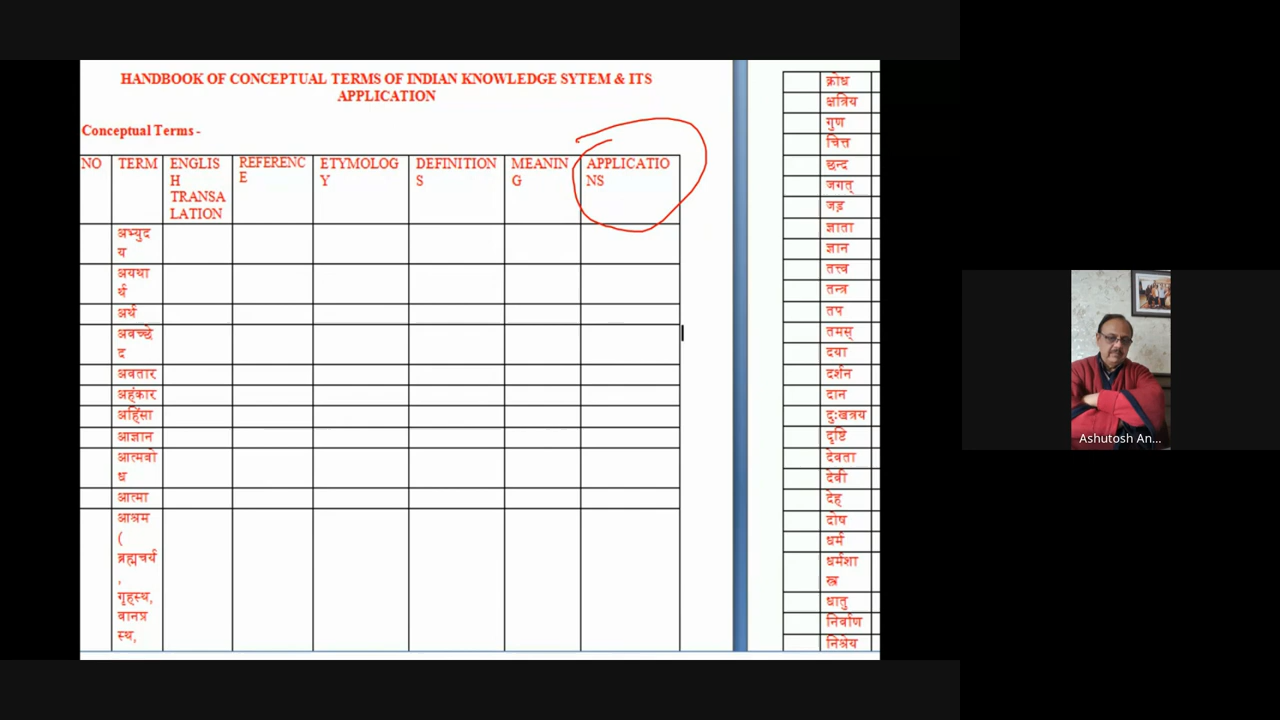 HANDBOOK OF CONCEPTUAL TERMS OF INDIAN KNOWLEDGE SYTEM & ITS
APPLICATION
Conceptual Terms -
NO TERM ENGLIS REFERENC ETYMOLOG DEFINITION MEANIN APPLICATIO
H E Y S G NS
TRANSA
LATION
अभ्युद
य
अयथा
र्थ
अर्थ
अवच्छे
द
अवतार
अहंकार
अहिंसा
आज्ञान
आत्मवो
ध
आत्मा
आश्रम
(
ब्रह्मचर्य
,
गृहस्थ,
वानप्र
स्थ,
क्रोध
क्षत्रिय
गुण
चित्त
छन्द
जगत्
जड़
ज्ञाता
ज्ञान
तत्त्व
तन्त्र
तप
तमस्
दया
दर्शन
दान
दुःखत्रय
दृष्टि
देवता
देवी
देह
दोष
धर्म
धर्मशा
स्त्र
धातु
निर्वाण
निश्रेय
Ashutosh An...